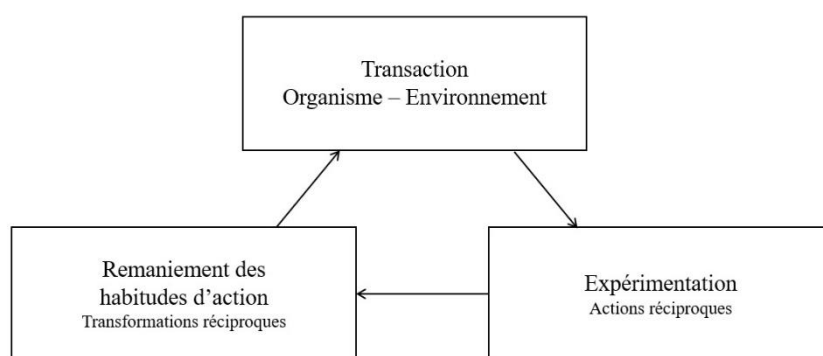 Transaction
Organisme – Environnement
Remaniement des
habitudes d’action
Transformations réciproques
Expérimentation
Actions réciproques